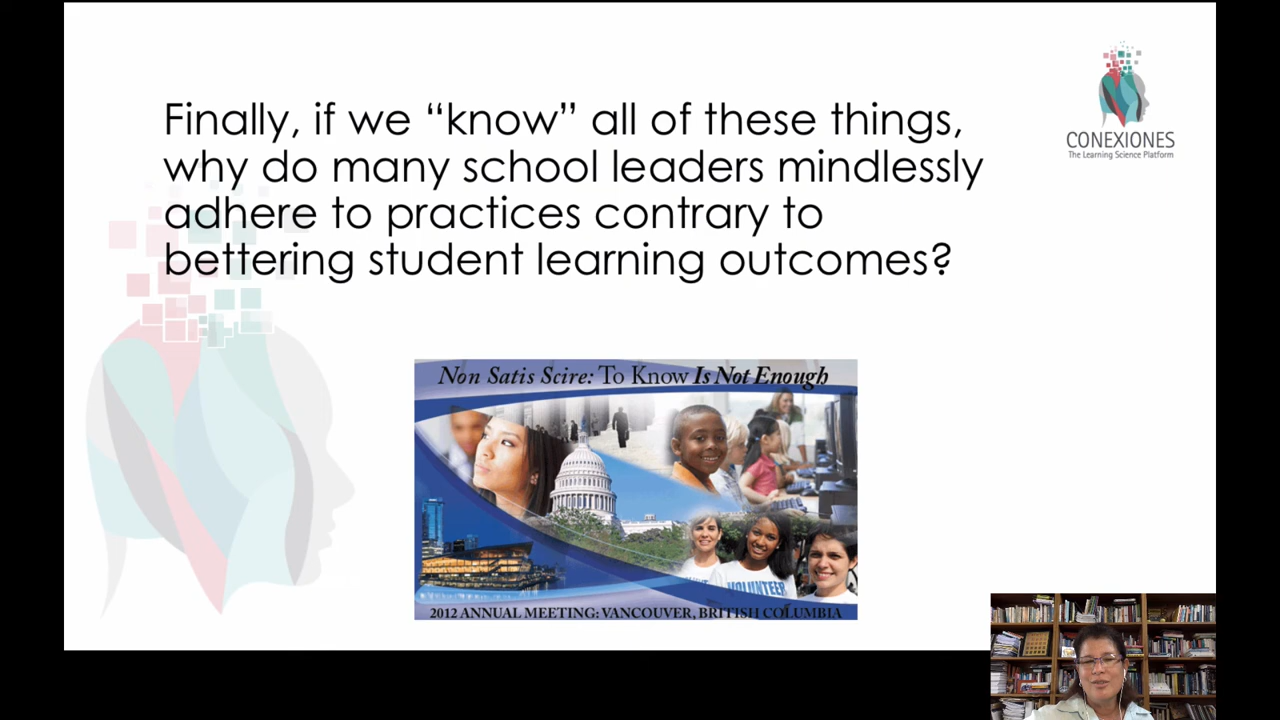 Finally, if we “know” all of these things,
why do many school leaders mindlessly
adhere to practices contrary to
bettering student learning outcomes?
CONEXIONES
The Learning Science Platform
Non Satis Scire: To Know Is Not Enough
VOLUNTEER
2012 ANNUAL MEETING: VANCOUVER, BRITISH COLUMBIA